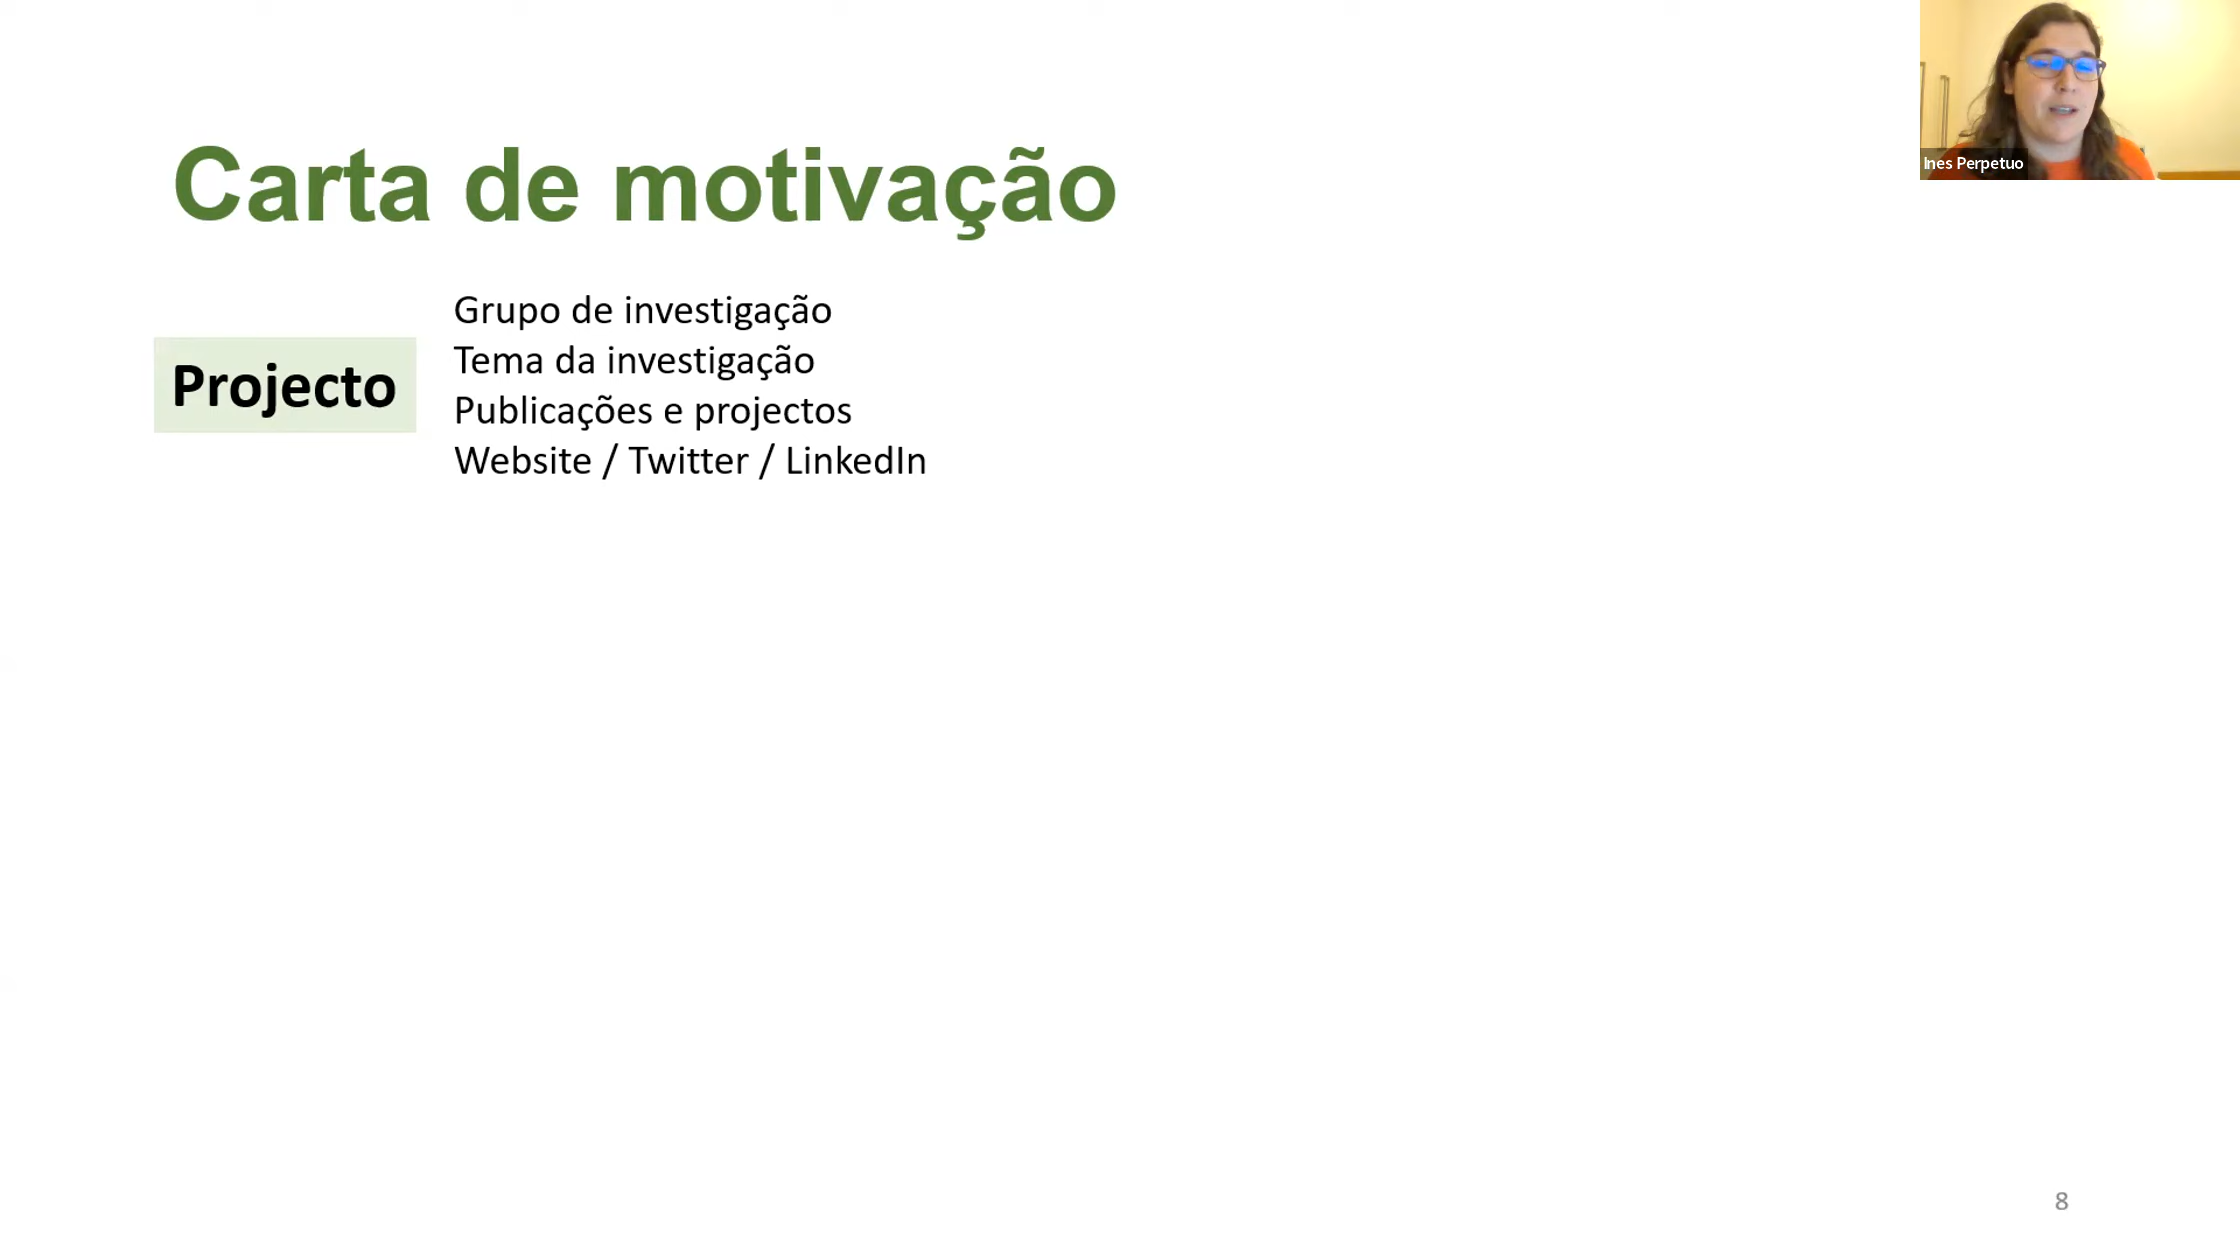 Carta de motivação
Projecto
Grupo de investigação
Tema da investigação
Publicações e projectos
Website / Twitter / LinkedIn
Ines Perpetuo
8